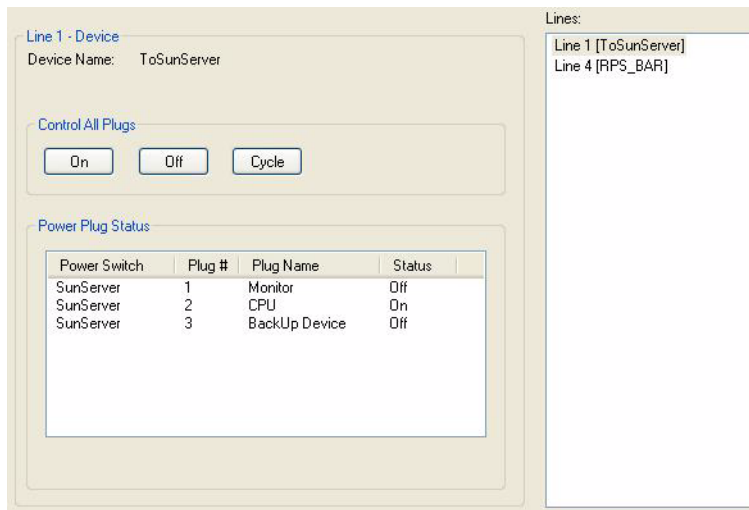 Line 1 - Device
Device Name: ToSunServer
Control All Plugs
On Off Cycle
Power Plug Status
Power Switch Plug # Plug Name Status
SunServer 1 Monitor Off
SunServer 2 CPU On
SunServer 3 BackUp Device Off
Lines:
Line 1 [ToSunServer]
Line 4 [RPS_BAR]